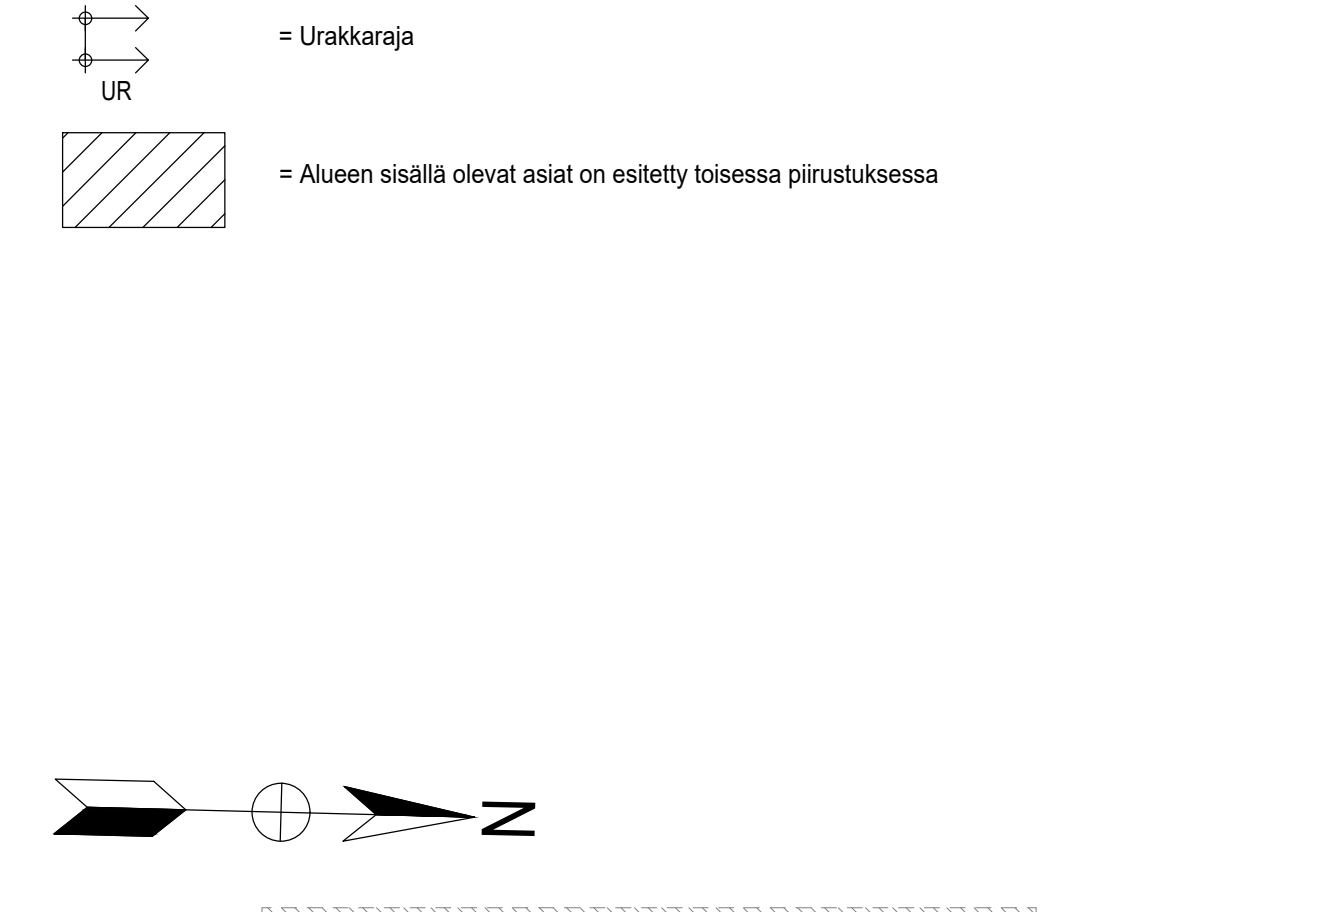 = Urakkaraja
UR
= Alueen sisällä olevat asiat on esitetty toisessa piirustuksessa
N